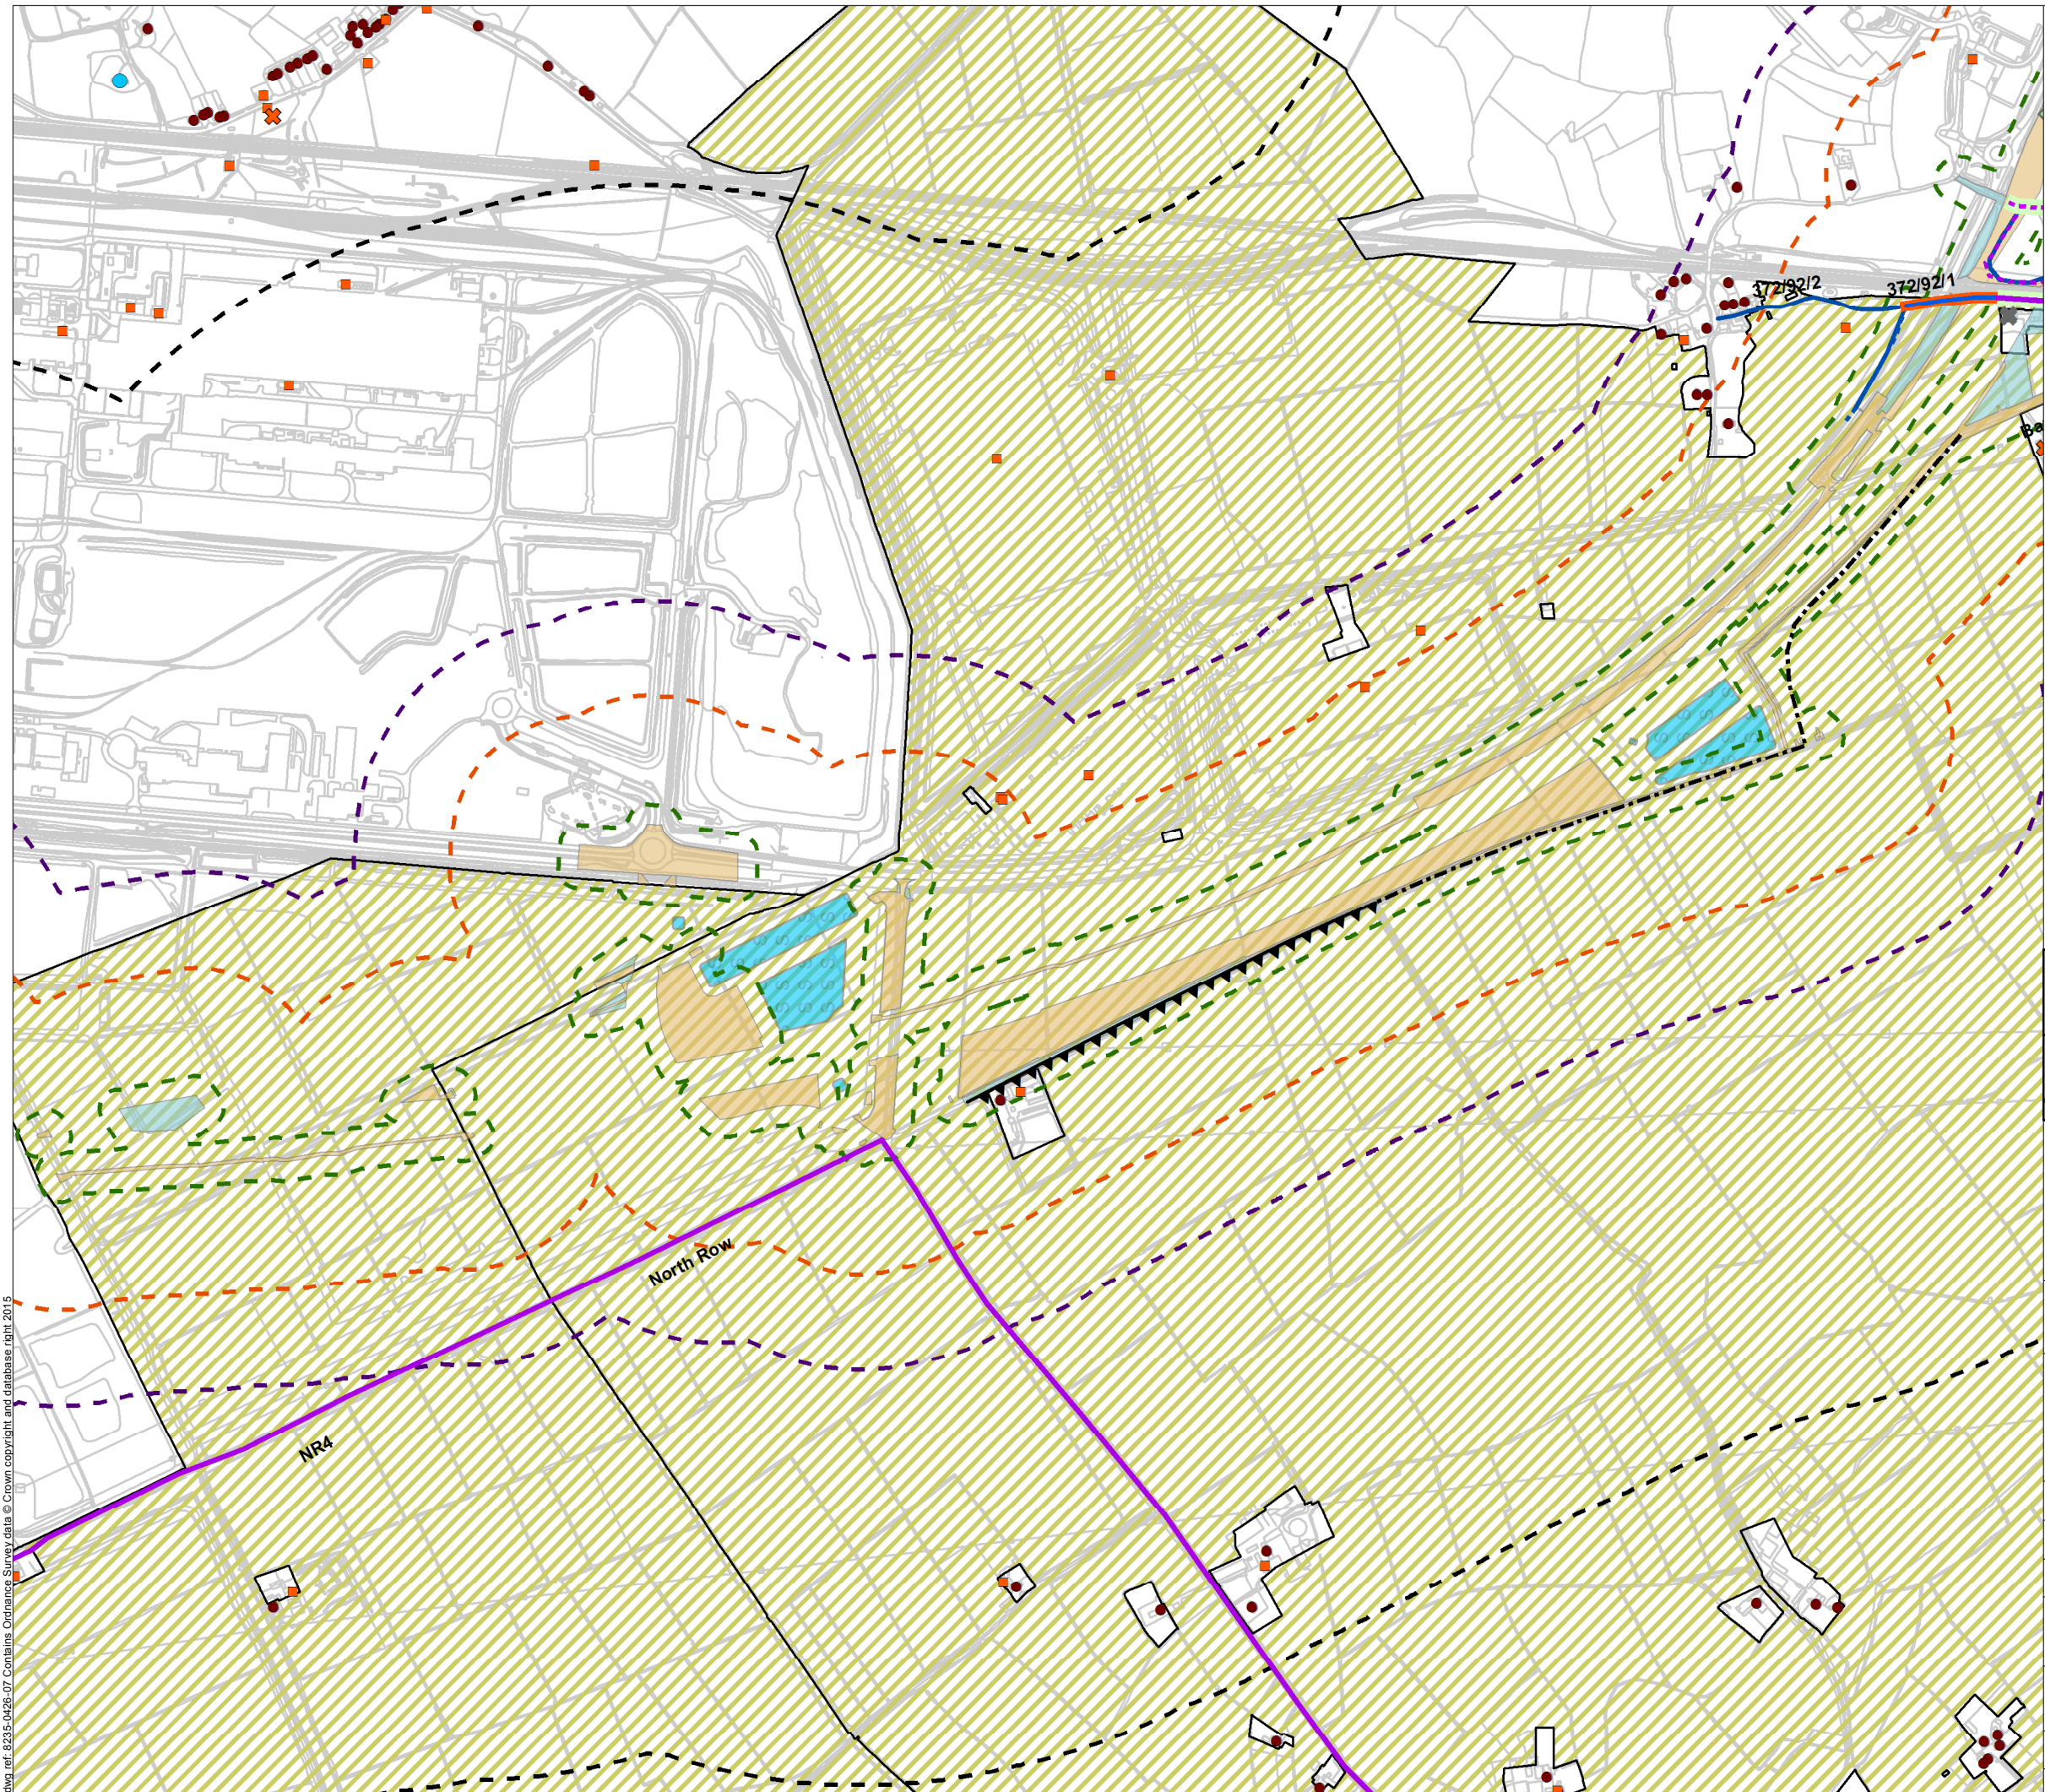 372/92/2
372/92/1
Ba
S S S S
S S S S
S S S S
S S S S
S S S
S S S
North Row
NR4
dwg ref: 8235-0426-07 Contains Ordnance Survey data © Crown copyright and database right 2015